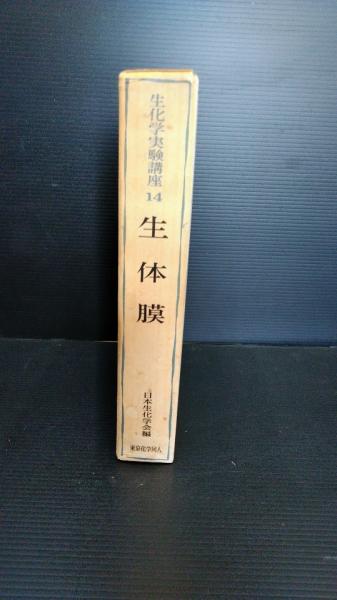 生化学実験講座
14
生体膜
日本生化学会編
東京化学同人